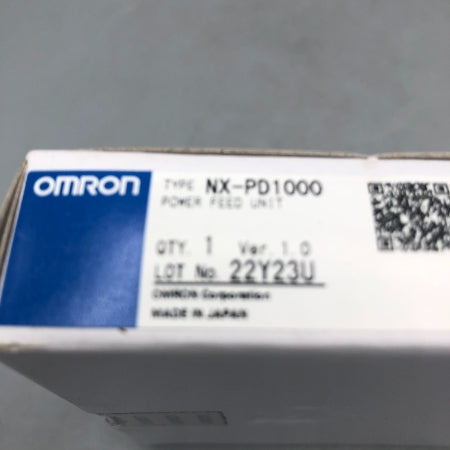 OMRON
TYPE NX-PD1000
POWER FEED UNIT
QTY. 1 Ver. 1.0
LOT No. 22Y23U
OMRON Corporation
MADE IN JAPAN